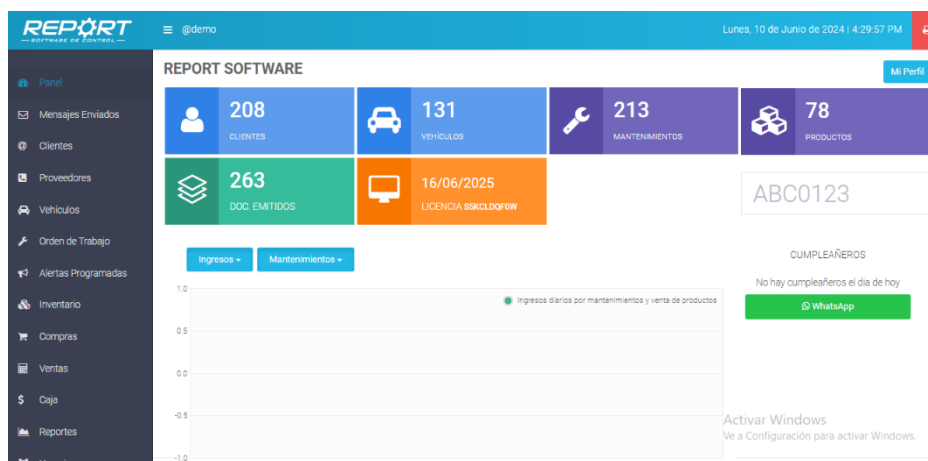 REPORT
SOFTWARE DE CONTROL
@demo
Lunes, 10 de Junio de 2024 | 4:29:57 PM
Panel
Mensajes Enviados
Clientes
Proveedores
Vehículos
Orden de Trabajo
Alertas Programadas
Inventario
Compras
Ventas
Caja
Reportes
REPORT SOFTWARE
Mi Perfil
208
CLIENTES
131
VEHÍCULOS
213
MANTENIMIENTOS
78
PRODUCTOS
263
DOC. EMITIDOS
16/06/2025
LICENCIA SSKCLDQF0W
ABC0123
Ingresos
Mantenimientos
CUMPLEAÑEROS
No hay cumpleañeros el dia de hoy
WhatsApp
Ingresos diarios por mantenimientos y venta de productos
1.0
0.5
0.0
-0.5
-1.0
Activar Windows
Ve a Configuración para activar Windows.